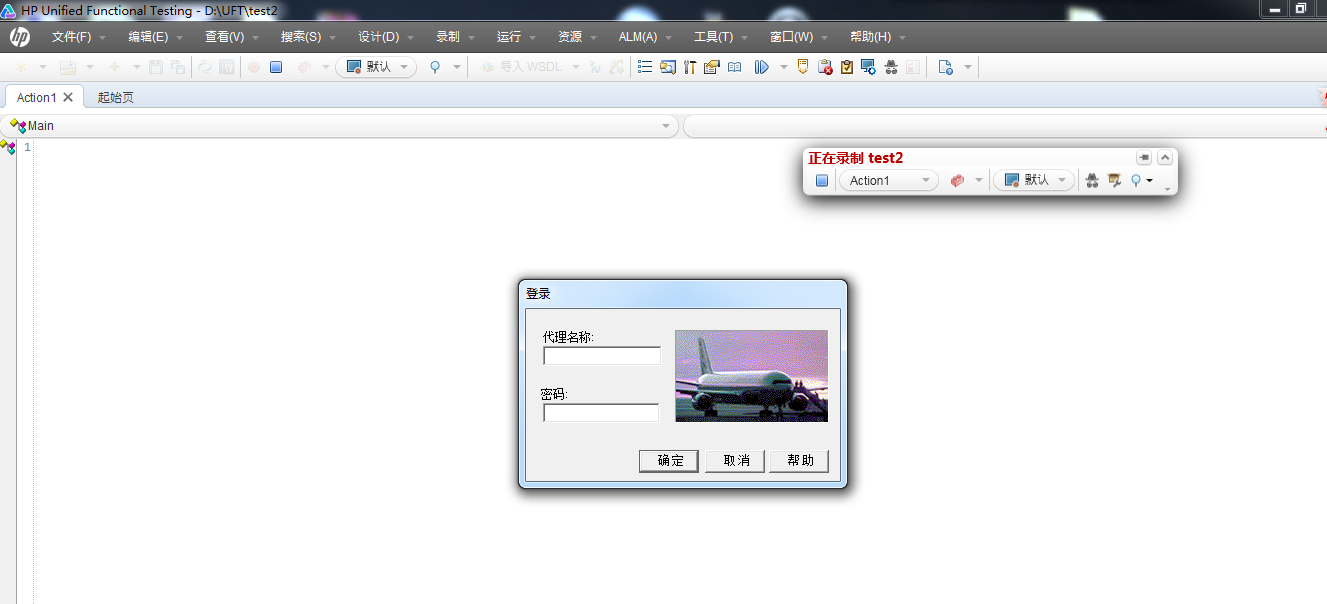 HP Unified Functional Testing - D:\UFT\test2
hp 文件(F) 编辑(E) 查看(V) 搜索(S) 设计(D) 录制 运行 资源 ALM(A) 工具(T) 窗口(W) 帮助(H)
默认 导入 WSDL
Action1 起始页
Main
1
正在录制 test2
Action1 默认
登录
代理名称:
密码:
确定 取消 帮助